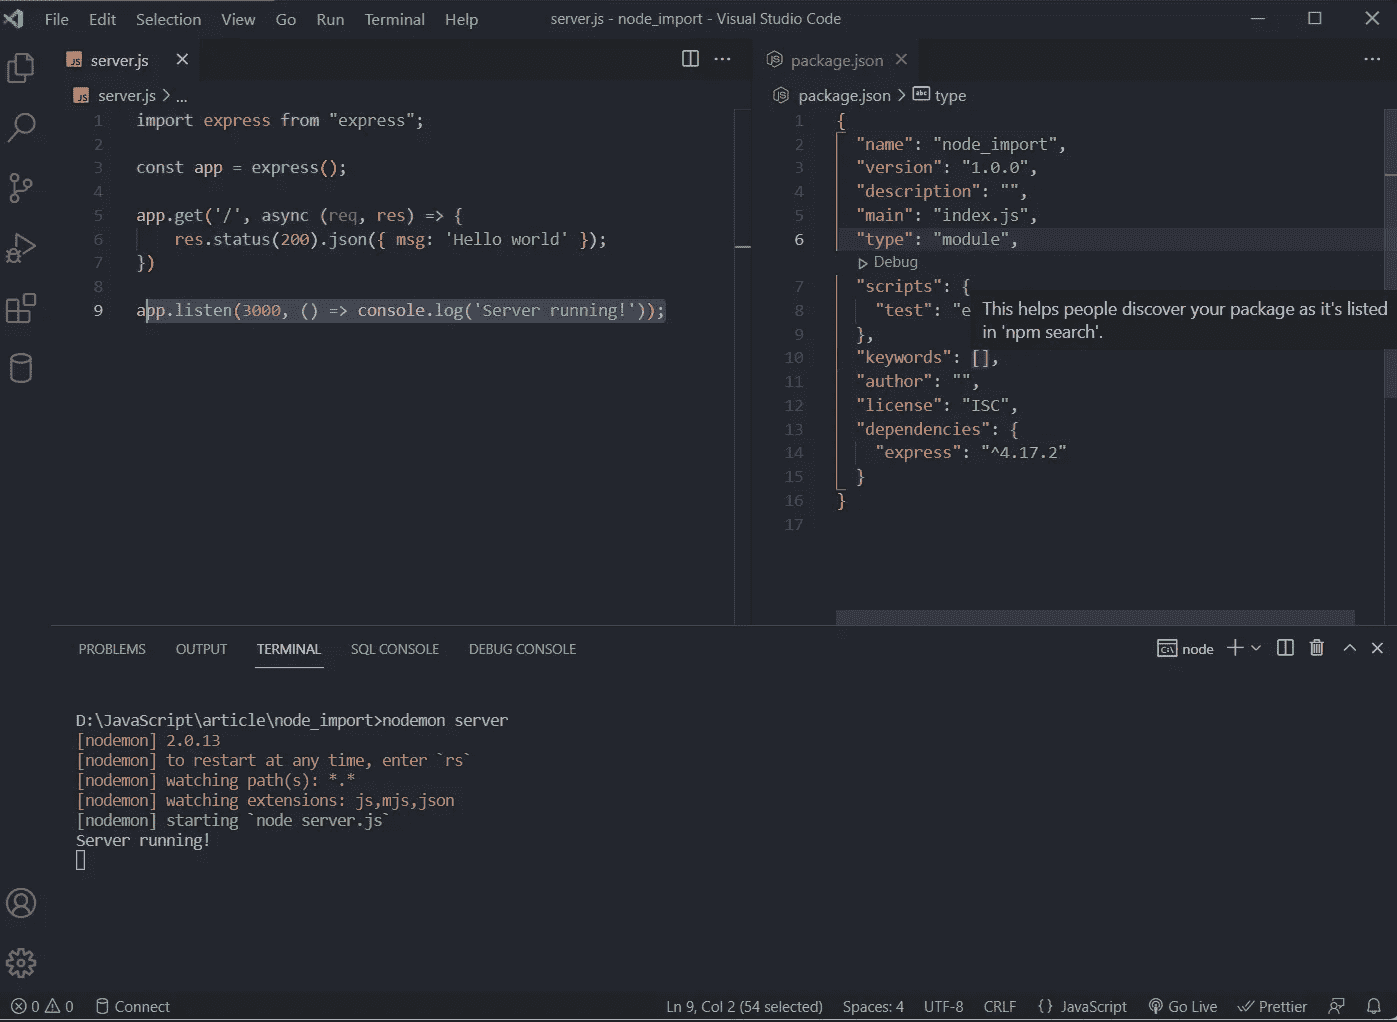 File Edit Selection View Go Run Terminal Help server.js - node_import - Visual Studio Code
JS server.js
server.js > ...
1 import express from "express";
2
3 const app = express();
4
5 app.get('/', async (req, res) => {
6 res.status(200).json({ msg: 'Hello world' });
7 })
8
9 app.listen(3000, () => console.log('Server running!'));
package.json
package.json > abc type
1 {
2 "name": "node_import",
3 "version": "1.0.0",
4 "description": "",
5 "main": "index.js",
6 "type": "module",
Debug
7 "scripts": {
8 "test": "e
9 },
This helps people discover your package as it's listed
in 'npm search'.
10 "keywords": [],
11 "author": "",
12 "license": "ISC",
13 "dependencies": {
14 "express": "^4.17.2"
15 }
16 }
17
PROBLEMS OUTPUT TERMINAL SQL CONSOLE DEBUG CONSOLE node
D:\JavaScript\article\node_import>nodemon server
[nodemon] 2.0.13
[nodemon] to restart at any time, enter `rs`
[nodemon] watching path(s): *.*
[nodemon] watching extensions: js,mjs,json
[nodemon] starting `node server.js`
Server running!
0 0 Connect Ln 9, Col 2 (54 selected) Spaces: 4 UTF-8 CRLF {} JavaScript Go Live Prettier